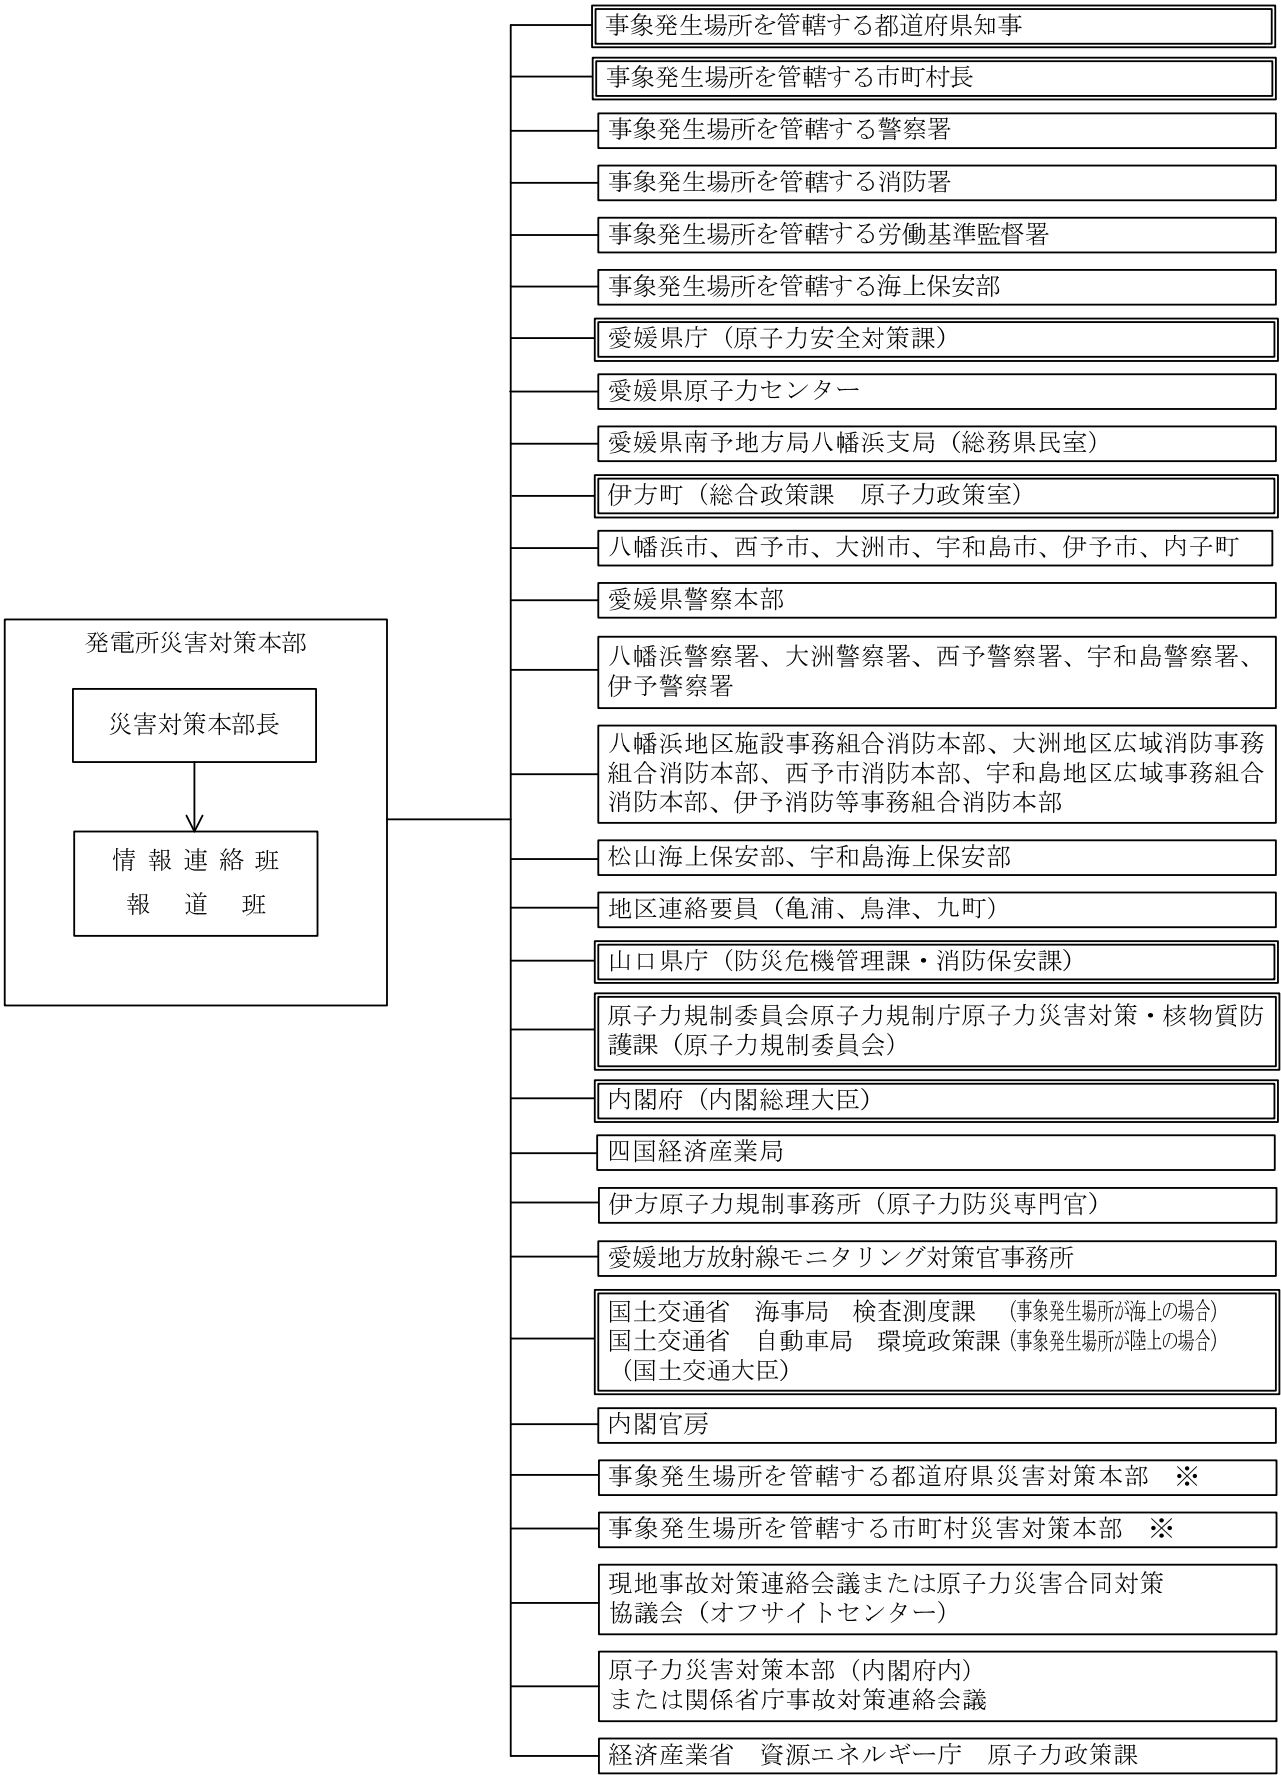 事象発生場所を管轄する都道府県知事
事象発生場所を管轄する市町村長
事象発生場所を管轄する警察署
事象発生場所を管轄する消防署
事象発生場所を管轄する労働基準監督署
事象発生場所を管轄する海上保安部
愛媛県庁（原子力安全対策課）
愛媛県原子力センター
愛媛県南予地方局八幡浜支局（総務県民室）
伊方町（総合政策課　原子力政策室）
八幡浜市、西予市、大洲市、宇和島市、伊予市、内子町
愛媛県警察本部
発電所災害対策本部
災害対策本部長
情報連絡班
報　道　班
八幡浜警察署、大洲警察署、西予警察署、宇和島警察署、
伊予警察署
八幡浜地区施設事務組合消防本部、大洲地区広域消防事務
組合消防本部、西予市消防本部、宇和島地区広域事務組合
消防本部、伊予消防等事務組合消防本部
松山海上保安部、宇和島海上保安部
地区連絡要員（亀浦、鳥津、九町）
山口県庁（防災危機管理課・消防保安課）
原子力規制委員会原子力規制庁原子力災害対策・核物質防
護課（原子力規制委員会）
内閣府（内閣総理大臣）
四国経済産業局
伊方原子力規制事務所（原子力防災専門官）
愛媛地方放射線モニタリング対策官事務所
国土交通省　海事局　検査測度課　（事象発生場所が海上の場合）
国土交通省　自動車局　環境政策課（事象発生場所が陸上の場合）
（国土交通大臣）
内閣官房
事象発生場所を管轄する都道府県災害対策本部　※
事象発生場所を管轄する市町村災害対策本部　※
現地事故対策連絡会議または原子力災害合同対策
協議会（オフサイトセンター）
原子力災害対策本部（内閣府内）
または関係省庁事故対策連絡会議
経済産業省　資源エネルギー庁　原子力政策課